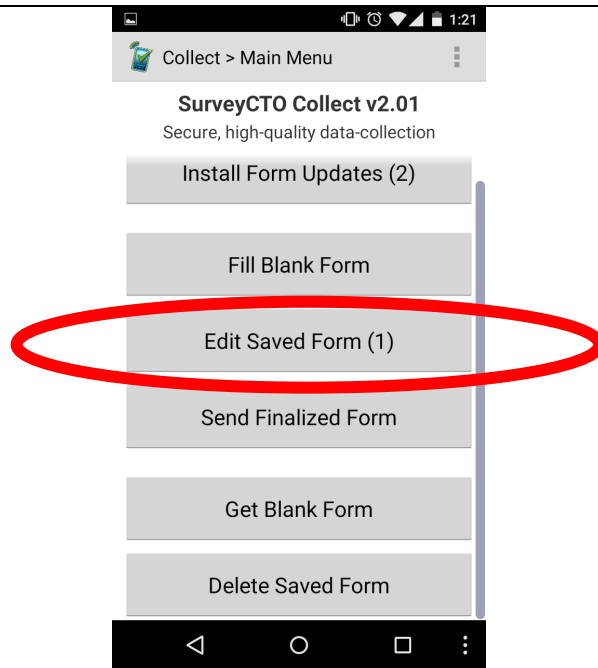 1:21
Collect > Main Menu
SurveyCTO Collect v2.01
Secure, high-quality data-collection
Install Form Updates (2)
Fill Blank Form
Edit Saved Form (1)
Send Finalized Form
Get Blank Form
Delete Saved Form